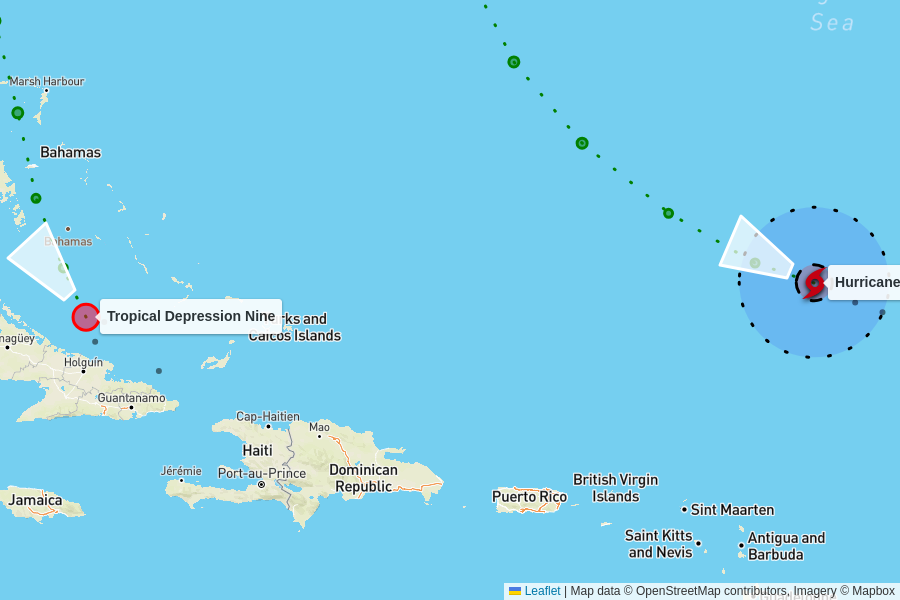 Sea
Marsh Harbour
Bahamas
Bahamas
Hurricane
Tropical Depression Nine
rks and
Caicos Islands
naguey
Holguín
Guantanamo
Cap-Haitien
Mao
Haiti
Jérémie
Port-au-Prince
Dominican
Republic
Jamaica
Puerto Rico
British Virgin
Islands
Sint Maarten
Saint Kitts
and Nevis
Antigua and
Barbuda
Leaflet | Map data © OpenStreetMap contributors, Imagery © Mapbox